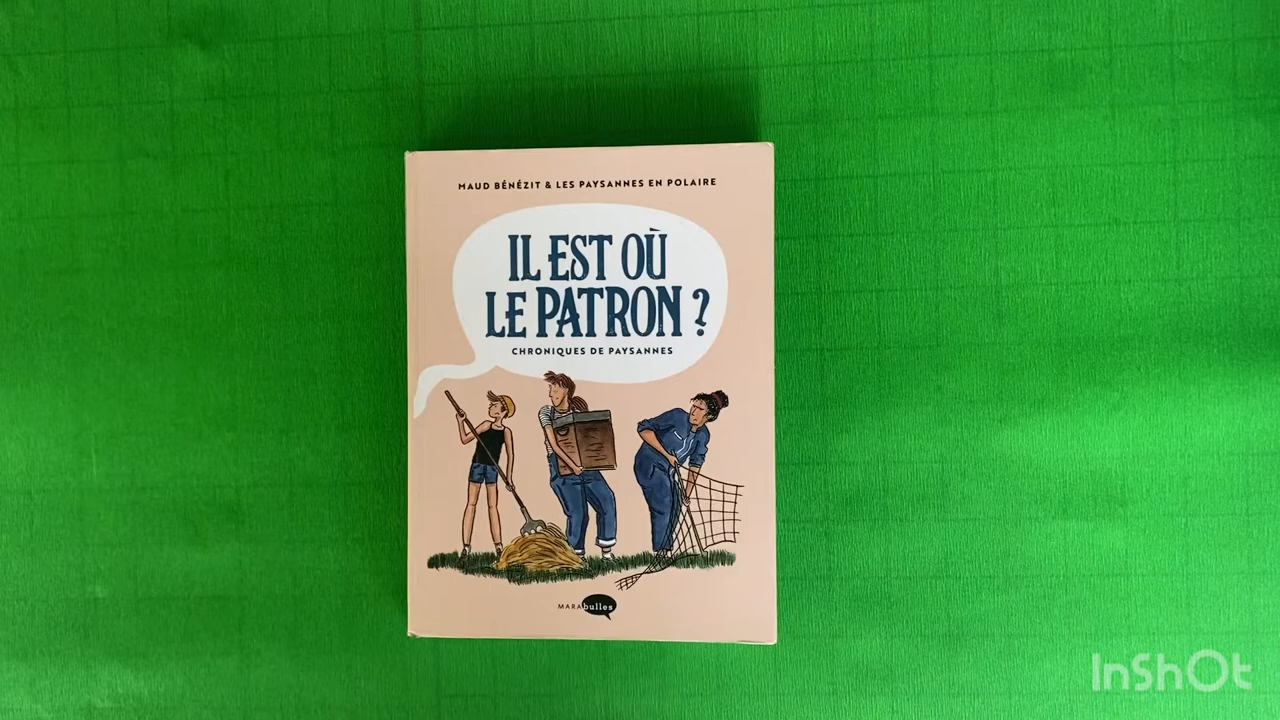 MAUD BÉNÉZIT & LES PAYSANNES EN POLAIRE
IL EST OÙ
LE PATRON ?
CHRONIQUES DE PAYSANNES
MARAbulles
InShOt